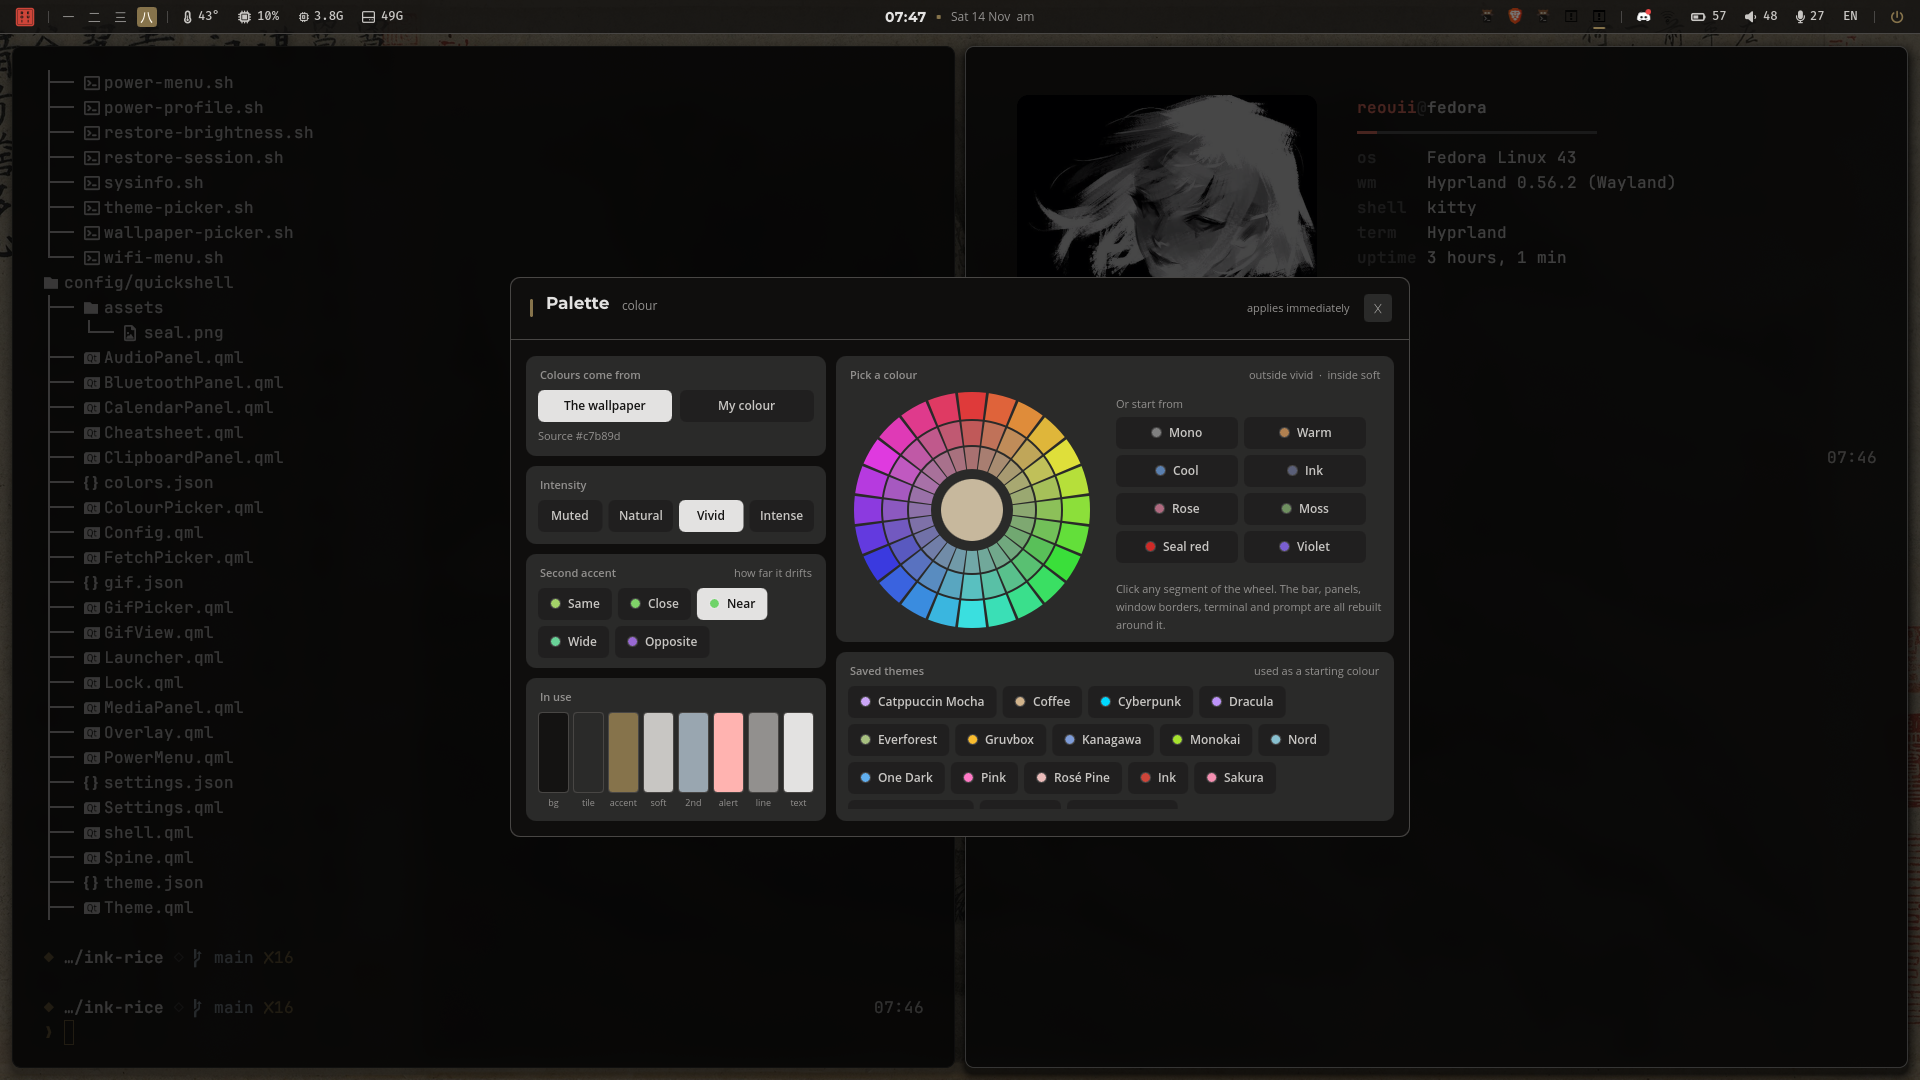 一 二 三 八 43° 10% 3.8G 49G
07:47 Sat 14 Nov am
57 48 27 EN
power-menu.sh
power-profile.sh
restore-brightness.sh
restore-session.sh
sysinfo.sh
theme-picker.sh
wallpaper-picker.sh
wifi-menu.sh
config/quickshell
assets
seal.png
AudioPanel.qml
BluetoothPanel.qml
CalendarPanel.qml
Cheatsheet.qml
ClipboardPanel.qml
colors.json
ColourPicker.qml
Config.qml
FetchPicker.qml
gif.json
GifPicker.qml
GifView.qml
Launcher.qml
Lock.qml
MediaPanel.qml
Overlay.qml
PowerMenu.qml
settings.json
Settings.qml
shell.qml
Spine.qml
theme.json
Theme.qml
…/ink-rice main X16
…/ink-rice main X16 07:46
reouii@fedora
os Fedora Linux 43
wm Hyprland 0.56.2 (Wayland)
shell kitty
term Hyprland
uptime 3 hours, 1 min
07:46
Palette colour
applies immediately X
Colours come from
The wallpaper My colour
Source #c7b89d
Intensity
Muted Natural Vivid Intense
Second accent how far it drifts
Same Close Near
Wide Opposite
In use
bg tile accent soft 2nd alert line text
Pick a colour outside vivid · inside soft
Or start from
Mono Warm
Cool Ink
Rose Moss
Seal red Violet
Click any segment of the wheel. The bar, panels,
window borders, terminal and prompt are all rebuilt
around it.
Saved themes used as a starting colour
Catppuccin Mocha Coffee Cyberpunk Dracula
Everforest Gruvbox Kanagawa Monokai Nord
One Dark Pink Rosé Pine Ink Sakura